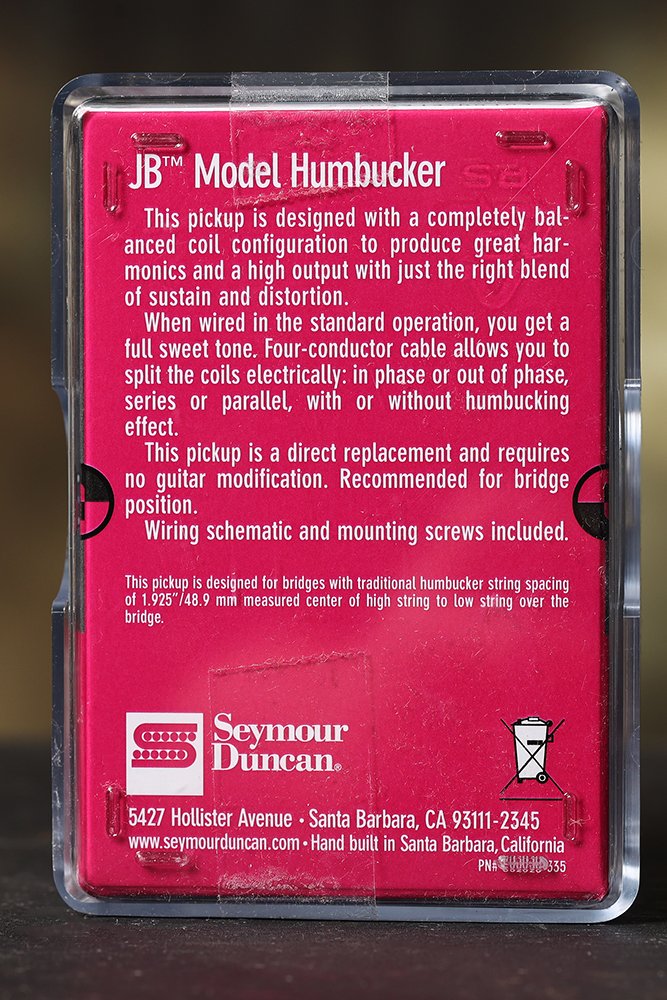 JB™ Model Humbucker
This pickup is designed with a completely bal-
anced coil configuration to produce great har-
monics and a high output with just the right blend
of sustain and distortion.
When wired in the standard operation, you get a
full sweet tone. Four-conductor cable allows you to
split the coils electrically: in phase or out of phase,
series or parallel, with or without humbucking
effect.
This pickup is a direct replacement and requires
no guitar modification. Recommended for bridge
position.
Wiring schematic and mounting screws included.
This pickup is designed for bridges with traditional humbucker string spacing
of 1.925"/48.9 mm measured center of high string to low string over the
bridge.
Seymour
Duncan®
5427 Hollister Avenue • Santa Barbara, CA 93111-2345
www.seymourduncan.com • Hand built in Santa Barbara, California
PN#